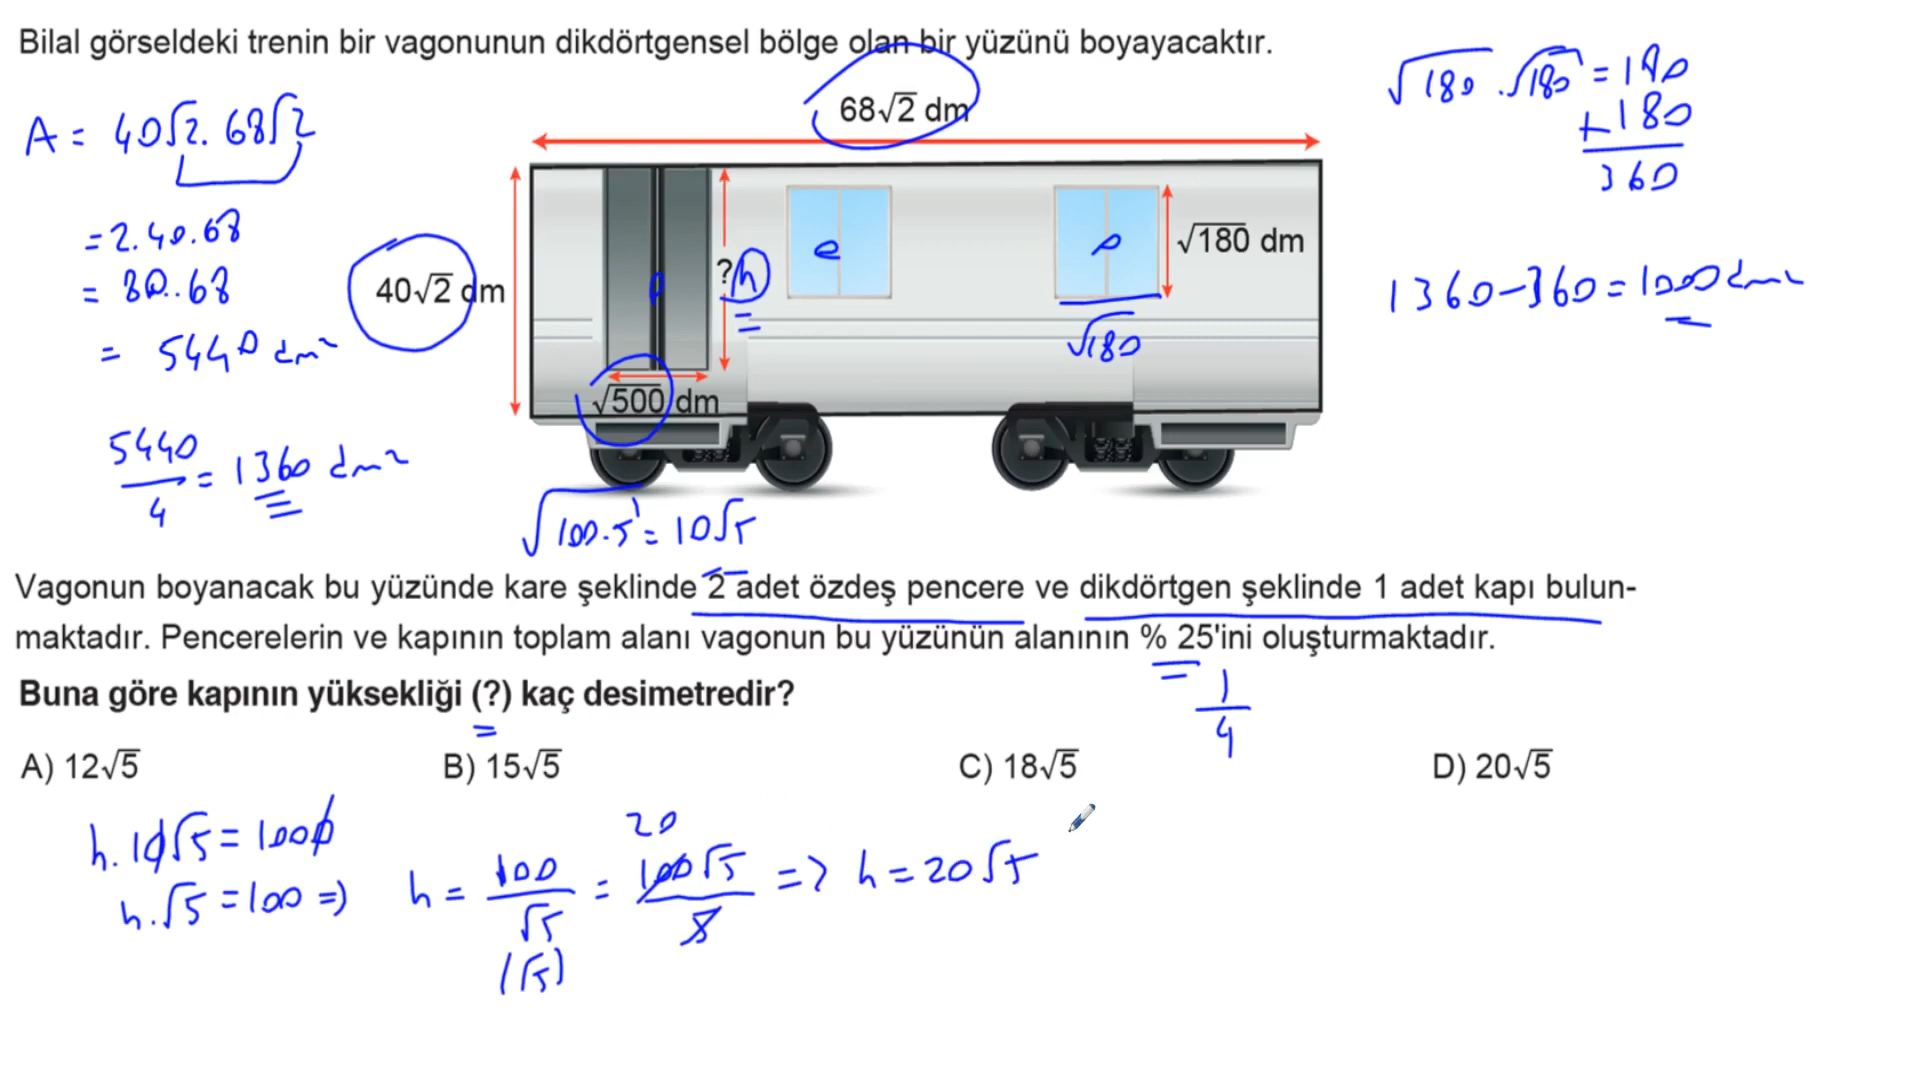 Bilal görseldeki trenin bir vagonunun dikdörtgensel bölge olan bir yüzünü boyayacaktır.
68√2 dm
√180 . √180 = 180
+ 180
360
A = 40√2 . 68√2
= 2.40.68
= 80.68
= 5440 dm²
40√2 dm
? h
√180 dm
√180
1360 - 360 = 1000 dm²
√500 dm
5440/4 = 1360 dm²
√100.5 = 10√5
Vagonun boyanacak bu yüzünde kare şeklinde 2 adet özdeş pencere ve dikdörtgen şeklinde 1 adet kapı bulun-
maktadır. Pencerelerin ve kapının toplam alanı vagonun bu yüzünün alanının % 25'ini oluşturmaktadır.
1/4
Buna göre kapının yüksekliği (?) kaç desimetredir?
A) 12√5 B) 15√5 C) 18√5 D) 20√5
h.10√5 = 1000
h.√5 = 100 ⇒ h = 100/√5 = 100√5/5 ⇒ h = 20√5
20
(√5)